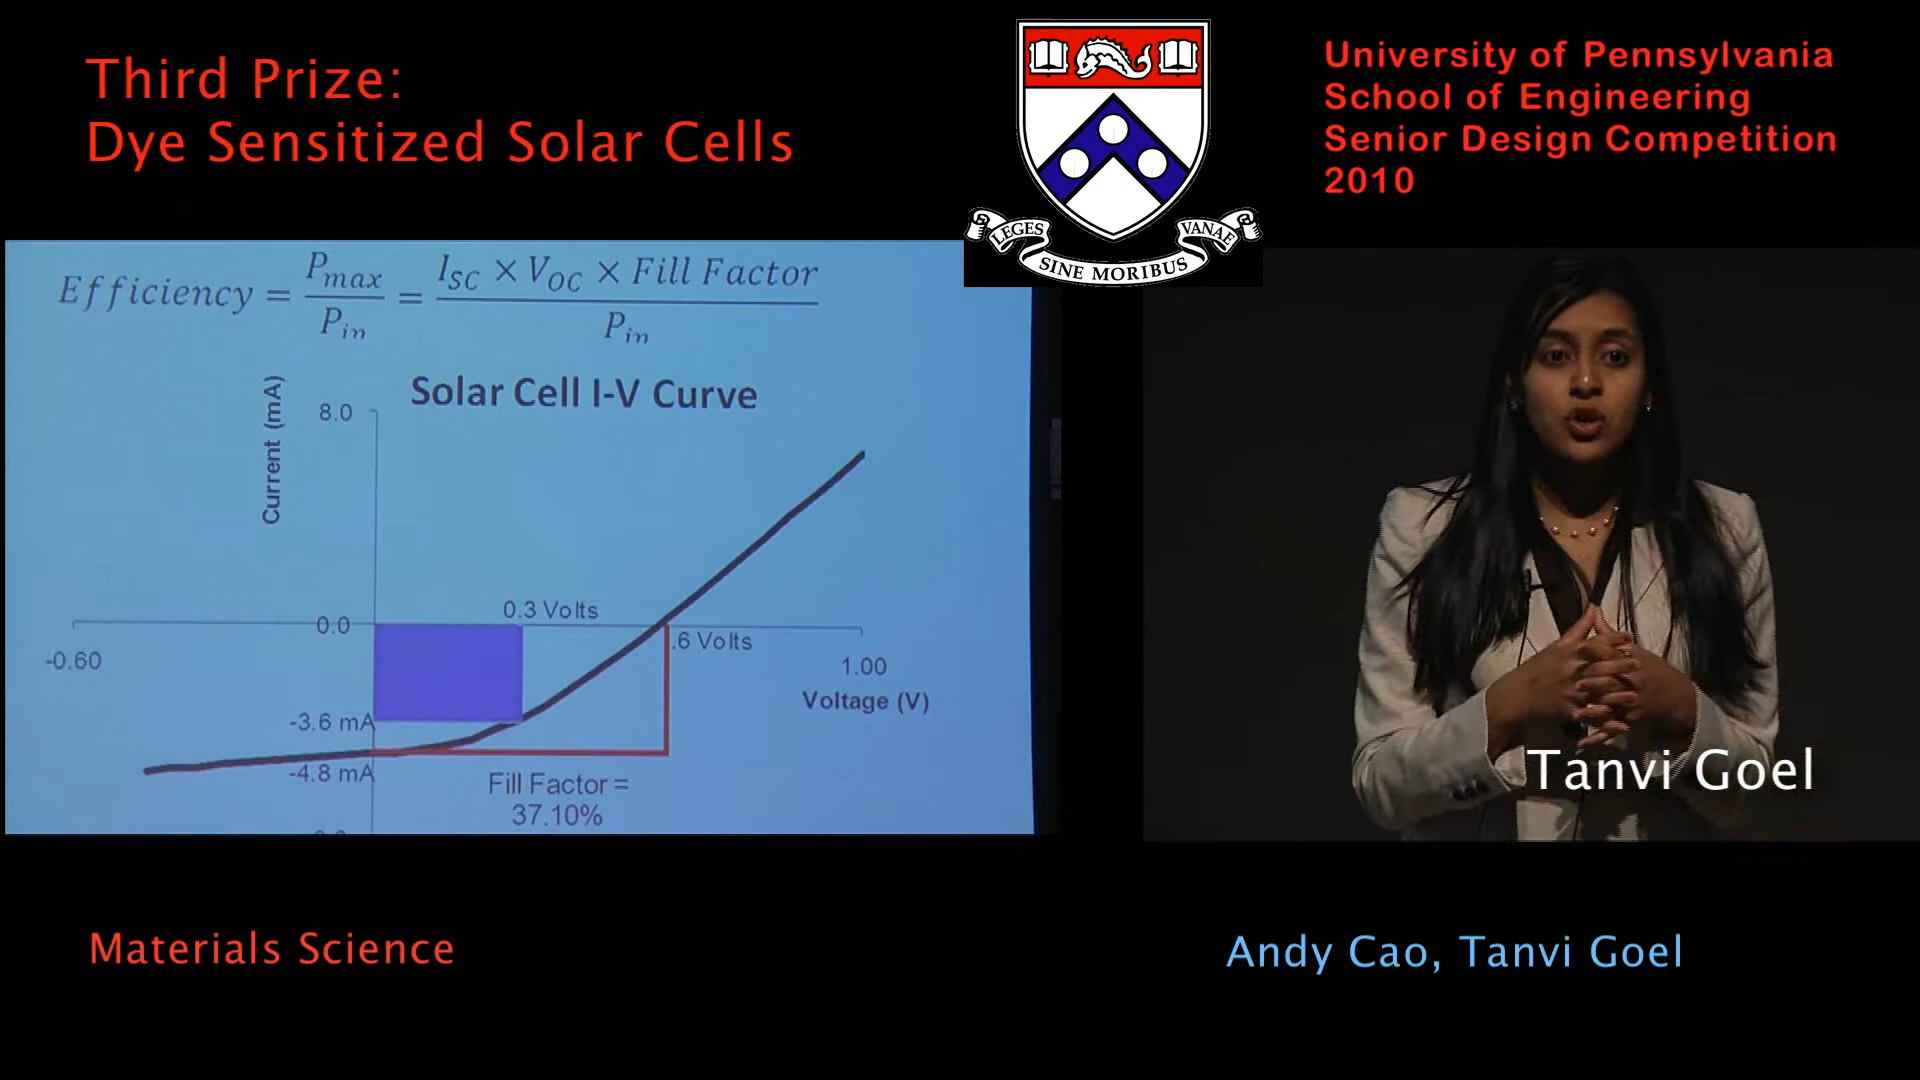 Third Prize:
Dye Sensitized Solar Cells
University of Pennsylvania
School of Engineering
Senior Design Competition
2010
LEGES
SINE MORIBUS
VANAE
Efficiency = Pmax / Pin = ISC × VOC × Fill Factor / Pin
Solar Cell I-V Curve
Current (mA)
8.0
0.0
0.3 Volts
.6 Volts
-0.60
1.00
Voltage (V)
-3.6 mA
-4.8 mA
Fill Factor =
37.10%
Tanvi Goel
Materials Science
Andy Cao, Tanvi Goel